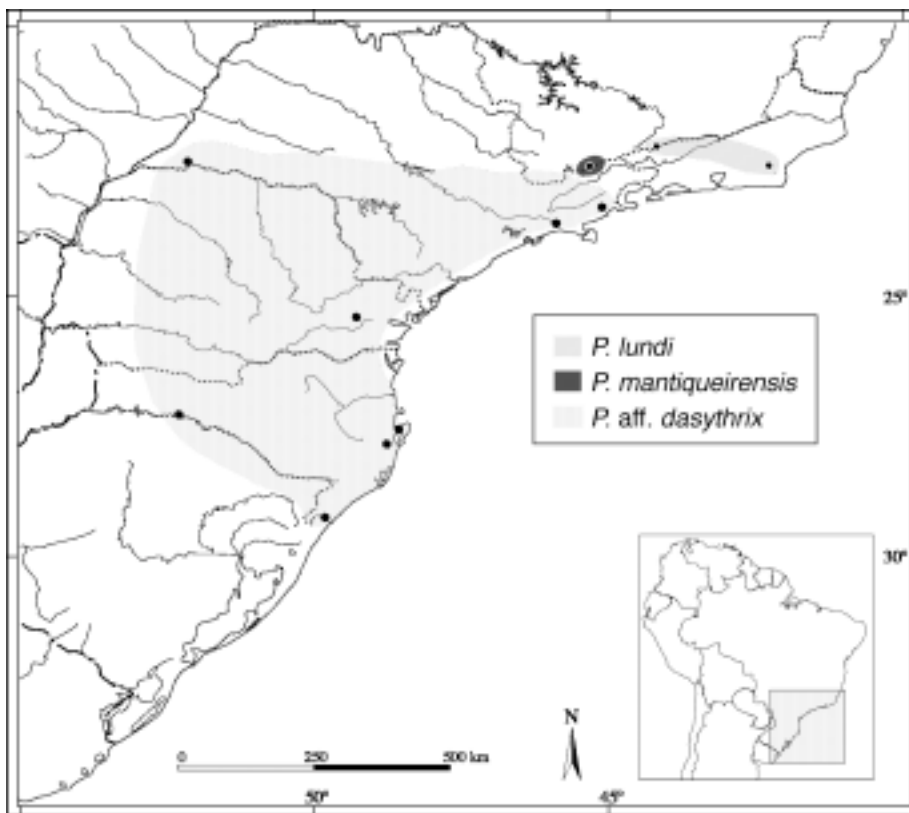 25°
P. lundi
P. mantiqueirensis
P. aff. dasythrix
30°
N
0 250 500 km
50° 45°